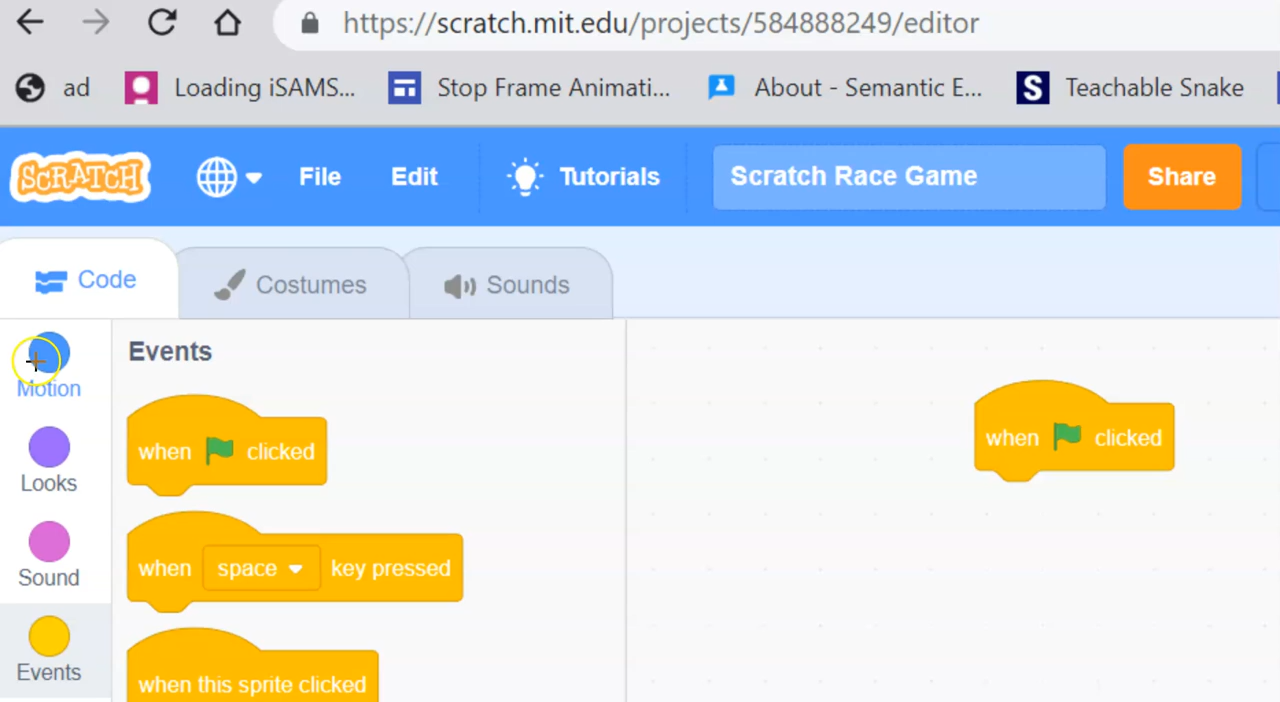 https://scratch.mit.edu/projects/584888249/editor
ad Loading iSAMS... Stop Frame Animati... About - Semantic E... Teachable Snake
SCRATCH File Edit Tutorials Scratch Race Game Share
Code Costumes Sounds
Motion
Looks
Sound
Events
Events
when clicked
when space key pressed
when this sprite clicked
when clicked